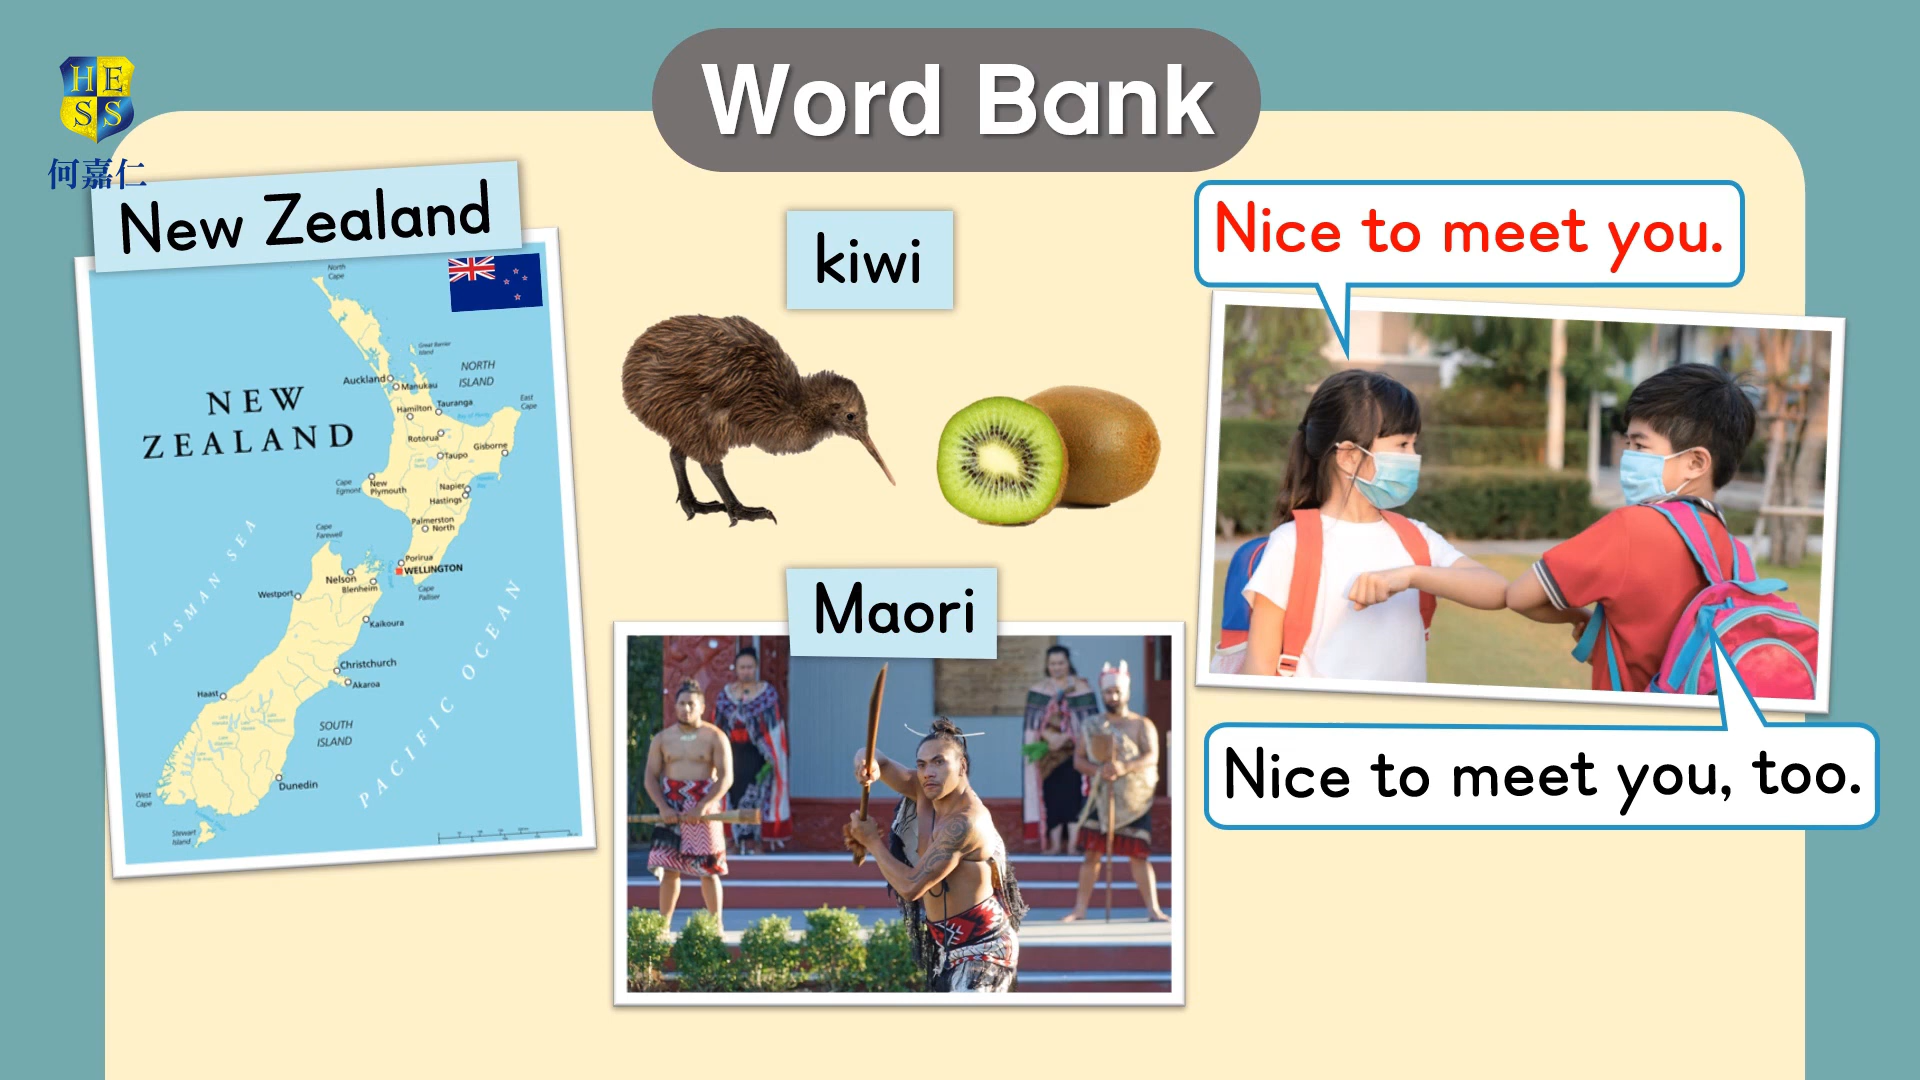 Word Bank
HE
SS
何嘉仁
New Zealand
North
Cape
Great Barrier
Island
NORTH
ISLAND
Auckland
Manukau
Hamilton
Tauranga
East
Cape
NEW
ZEALAND
Rotorua
Gisborne
Taupo
Cape
Egmont
New
Plymouth
Napier
Hastings
Palmerston
North
Cape
Farewell
TASMAN SEA
Porirua
WELLINGTON
Nelson
Blenheim
Cape
Palliser
Westport
Kaikoura
Christchurch
Akaroa
Haast
SOUTH
ISLAND
PACIFIC OCEAN
Dunedin
West
Cape
Stewart
Island
kiwi
Maori
Nice to meet you.
Nice to meet you, too.